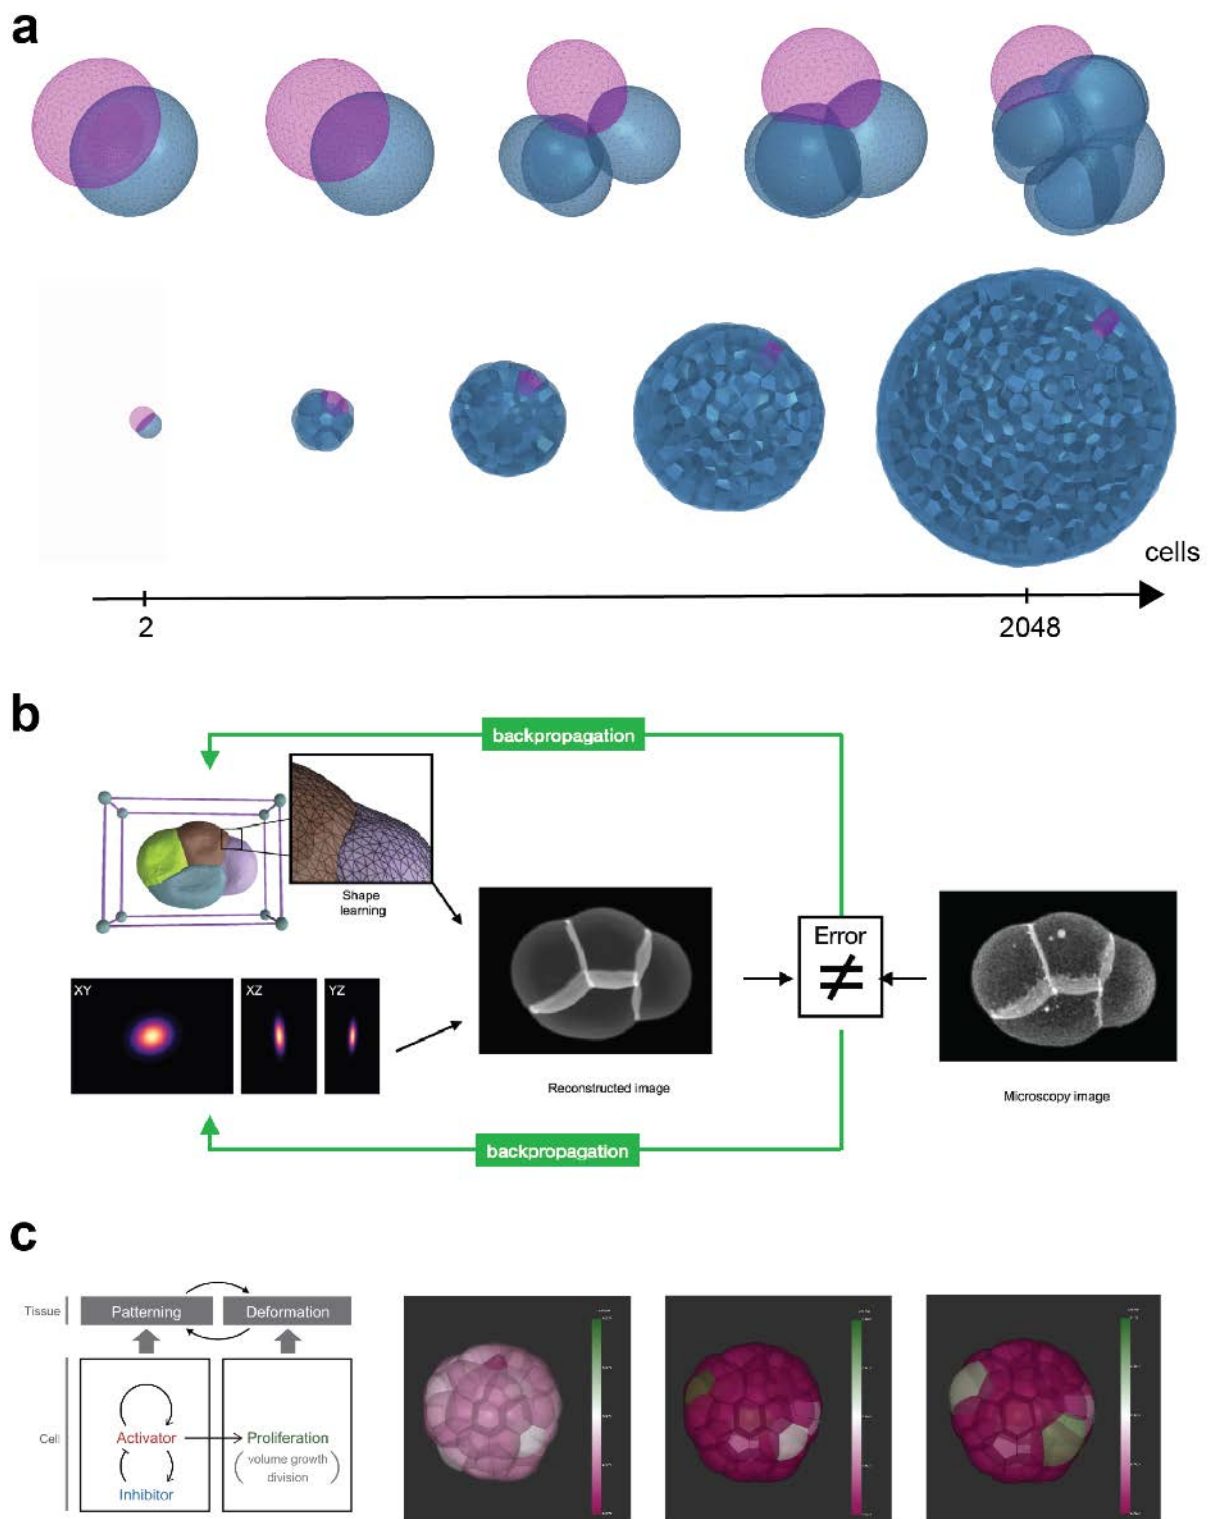 a
cells
2
2048
b
backpropagation
Shape
learning
Error
≠
XY
XZ
YZ
Reconstructed image
Microscopy image
backpropagation
c
Tissue
Patterning
Deformation
Cell
Activator
Proliferation
(volume growth
division)
Inhibitor